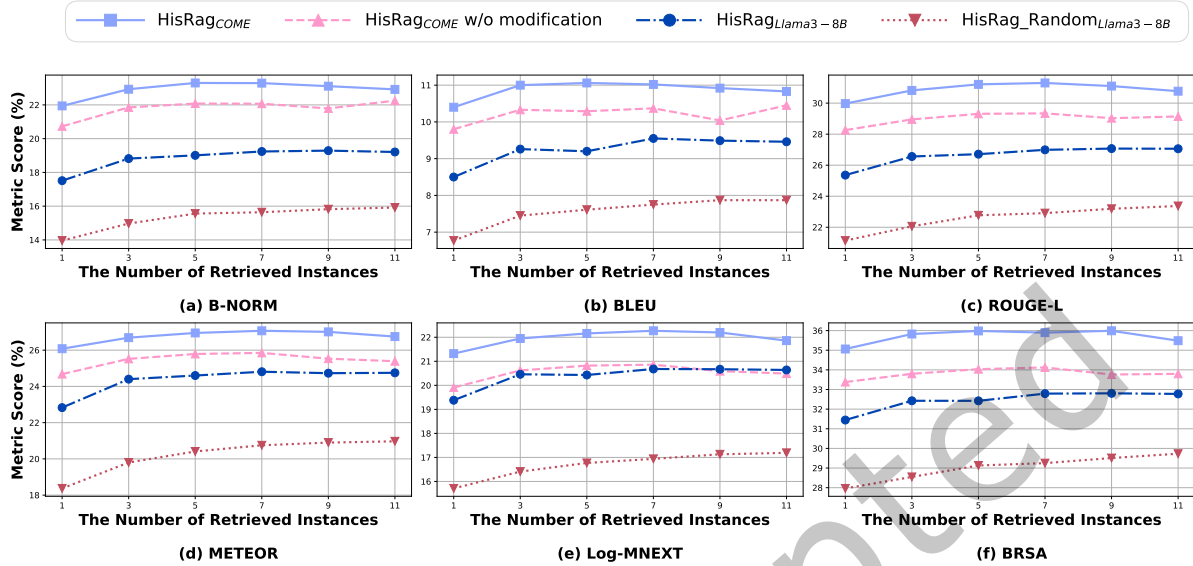 HisRag_COME HisRag_COME w/o modification HisRag_Llama3−8B HisRag_Random_Llama3−8B
Metric Score (%)
22
20
18
16
14
1 3 5 7 9 11
The Number of Retrieved Instances
(a) B-NORM
11
10
9
8
7
1 3 5 7 9 11
The Number of Retrieved Instances
(b) BLEU
30
28
26
24
22
1 3 5 7 9 11
The Number of Retrieved Instances
(c) ROUGE-L
Metric Score (%)
26
24
22
20
18
1 3 5 7 9 11
The Number of Retrieved Instances
(d) METEOR
22
21
20
19
18
17
16
1 3 5 7 9 11
The Number of Retrieved Instances
(e) Log-MNEXT
36
35
34
33
32
31
30
29
28
1 3 5 7 9 11
The Number of Retrieved Instances
(f) BRSA
pted